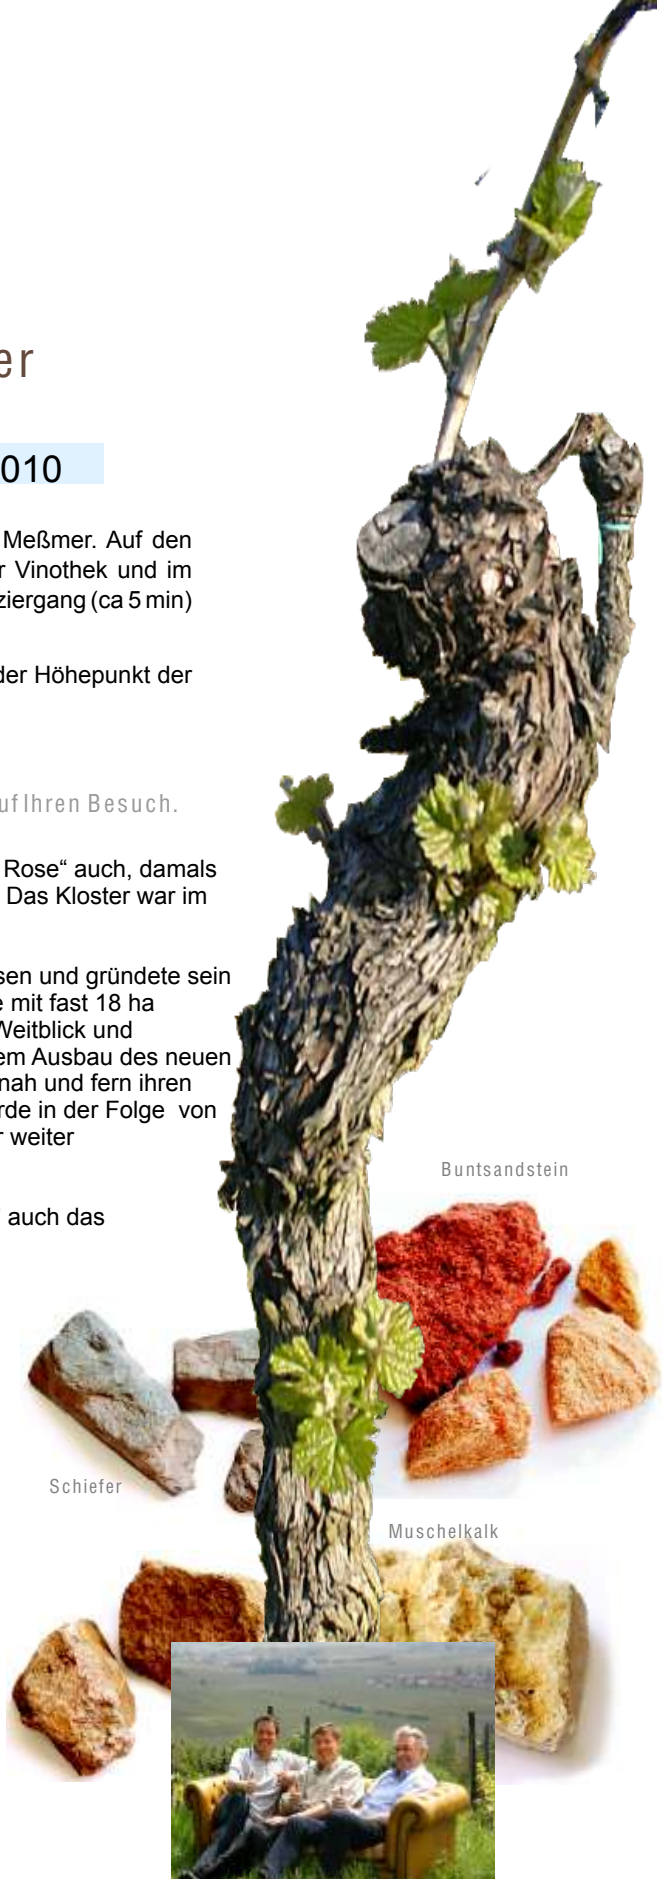 er
010
Meßmer. Auf den
r Vinothek und im
ziergang (ca 5 min)
der Höhepunkt der
uf Ihren Besuch.
Rose“ auch, damals
Das Kloster war im
sen und gründete sein
e mit fast 18 ha
Weitblick und
em Ausbau des neuen
nah und fern ihren
rde in der Folge von
r weiter
auch das
Buntsandstein
Schiefer
Muschelkalk